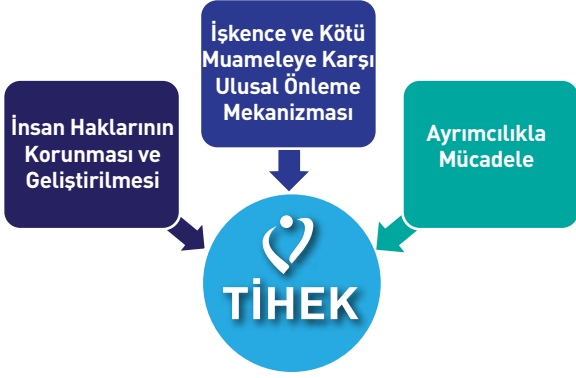 İnsan Haklarının
Korunması ve
Geliştirilmesi
İşkence ve Kötü
Muameleye Karşı
Ulusal Önleme
Mekanizması
Ayrımcılıkla
Mücadele
TİHEK